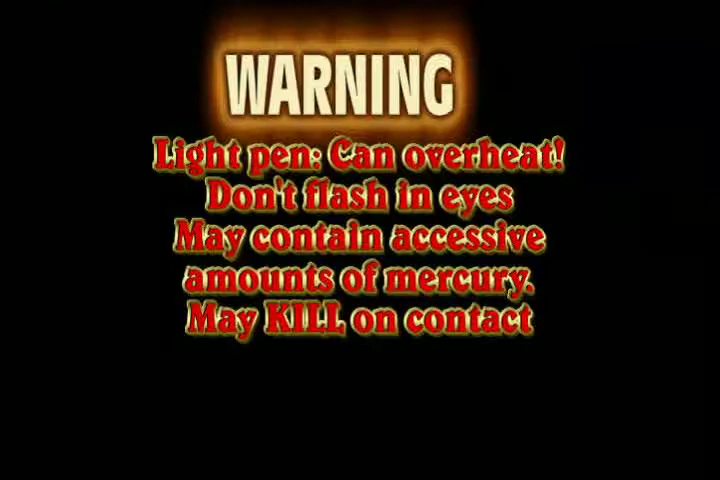 WARNING
Light pen: Can overheat!
Don't flash in eyes
May contain accessive
amounts of mercury.
May KILL on contact